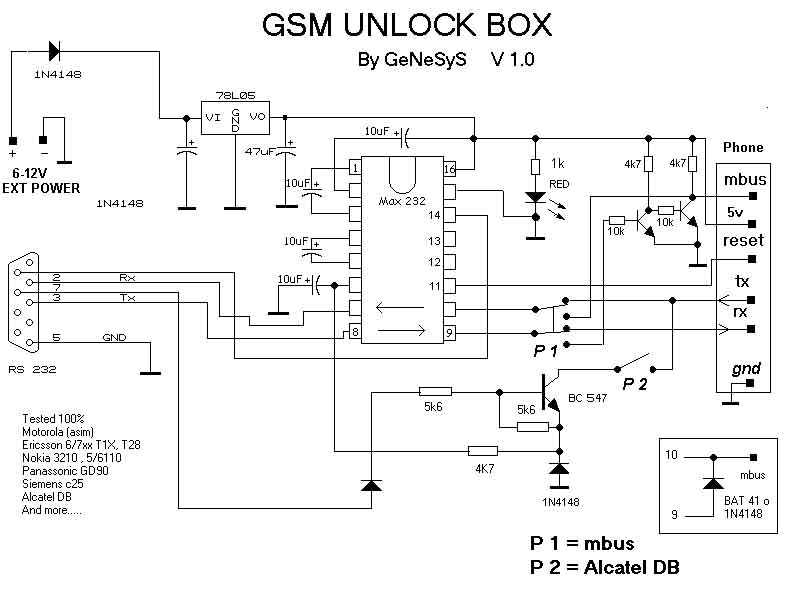 GSM UNLOCK BOX
By GeNeSyS V 1.0
1N4148
78L05
VI GND VO
+ -
6-12V
EXT POWER
1N4148
+
47uF +
10uF +
10uF +
10uF
10uF +
1 16
Max 232
14
13
12
11
8 9
1k
RED
4k7 4k7
10k 10k
Phone
mbus
5v
reset
tx
rx
gnd
2 Rx
7
3 Tx
5 GND
RS 232
P 1
P 2
BC 547
5k6
5k6
4K7
1N4148
Tested 100%
Motorola (asim)
Ericsson 6/7xx T1X, T28
Nokia 3210 , 5/6110
Panassonic GD90
Siemens c25
Alcatel DB
And more.....
10
mbus
BAT 41 o
9 1N4148
P 1 = mbus
P 2 = Alcatel DB